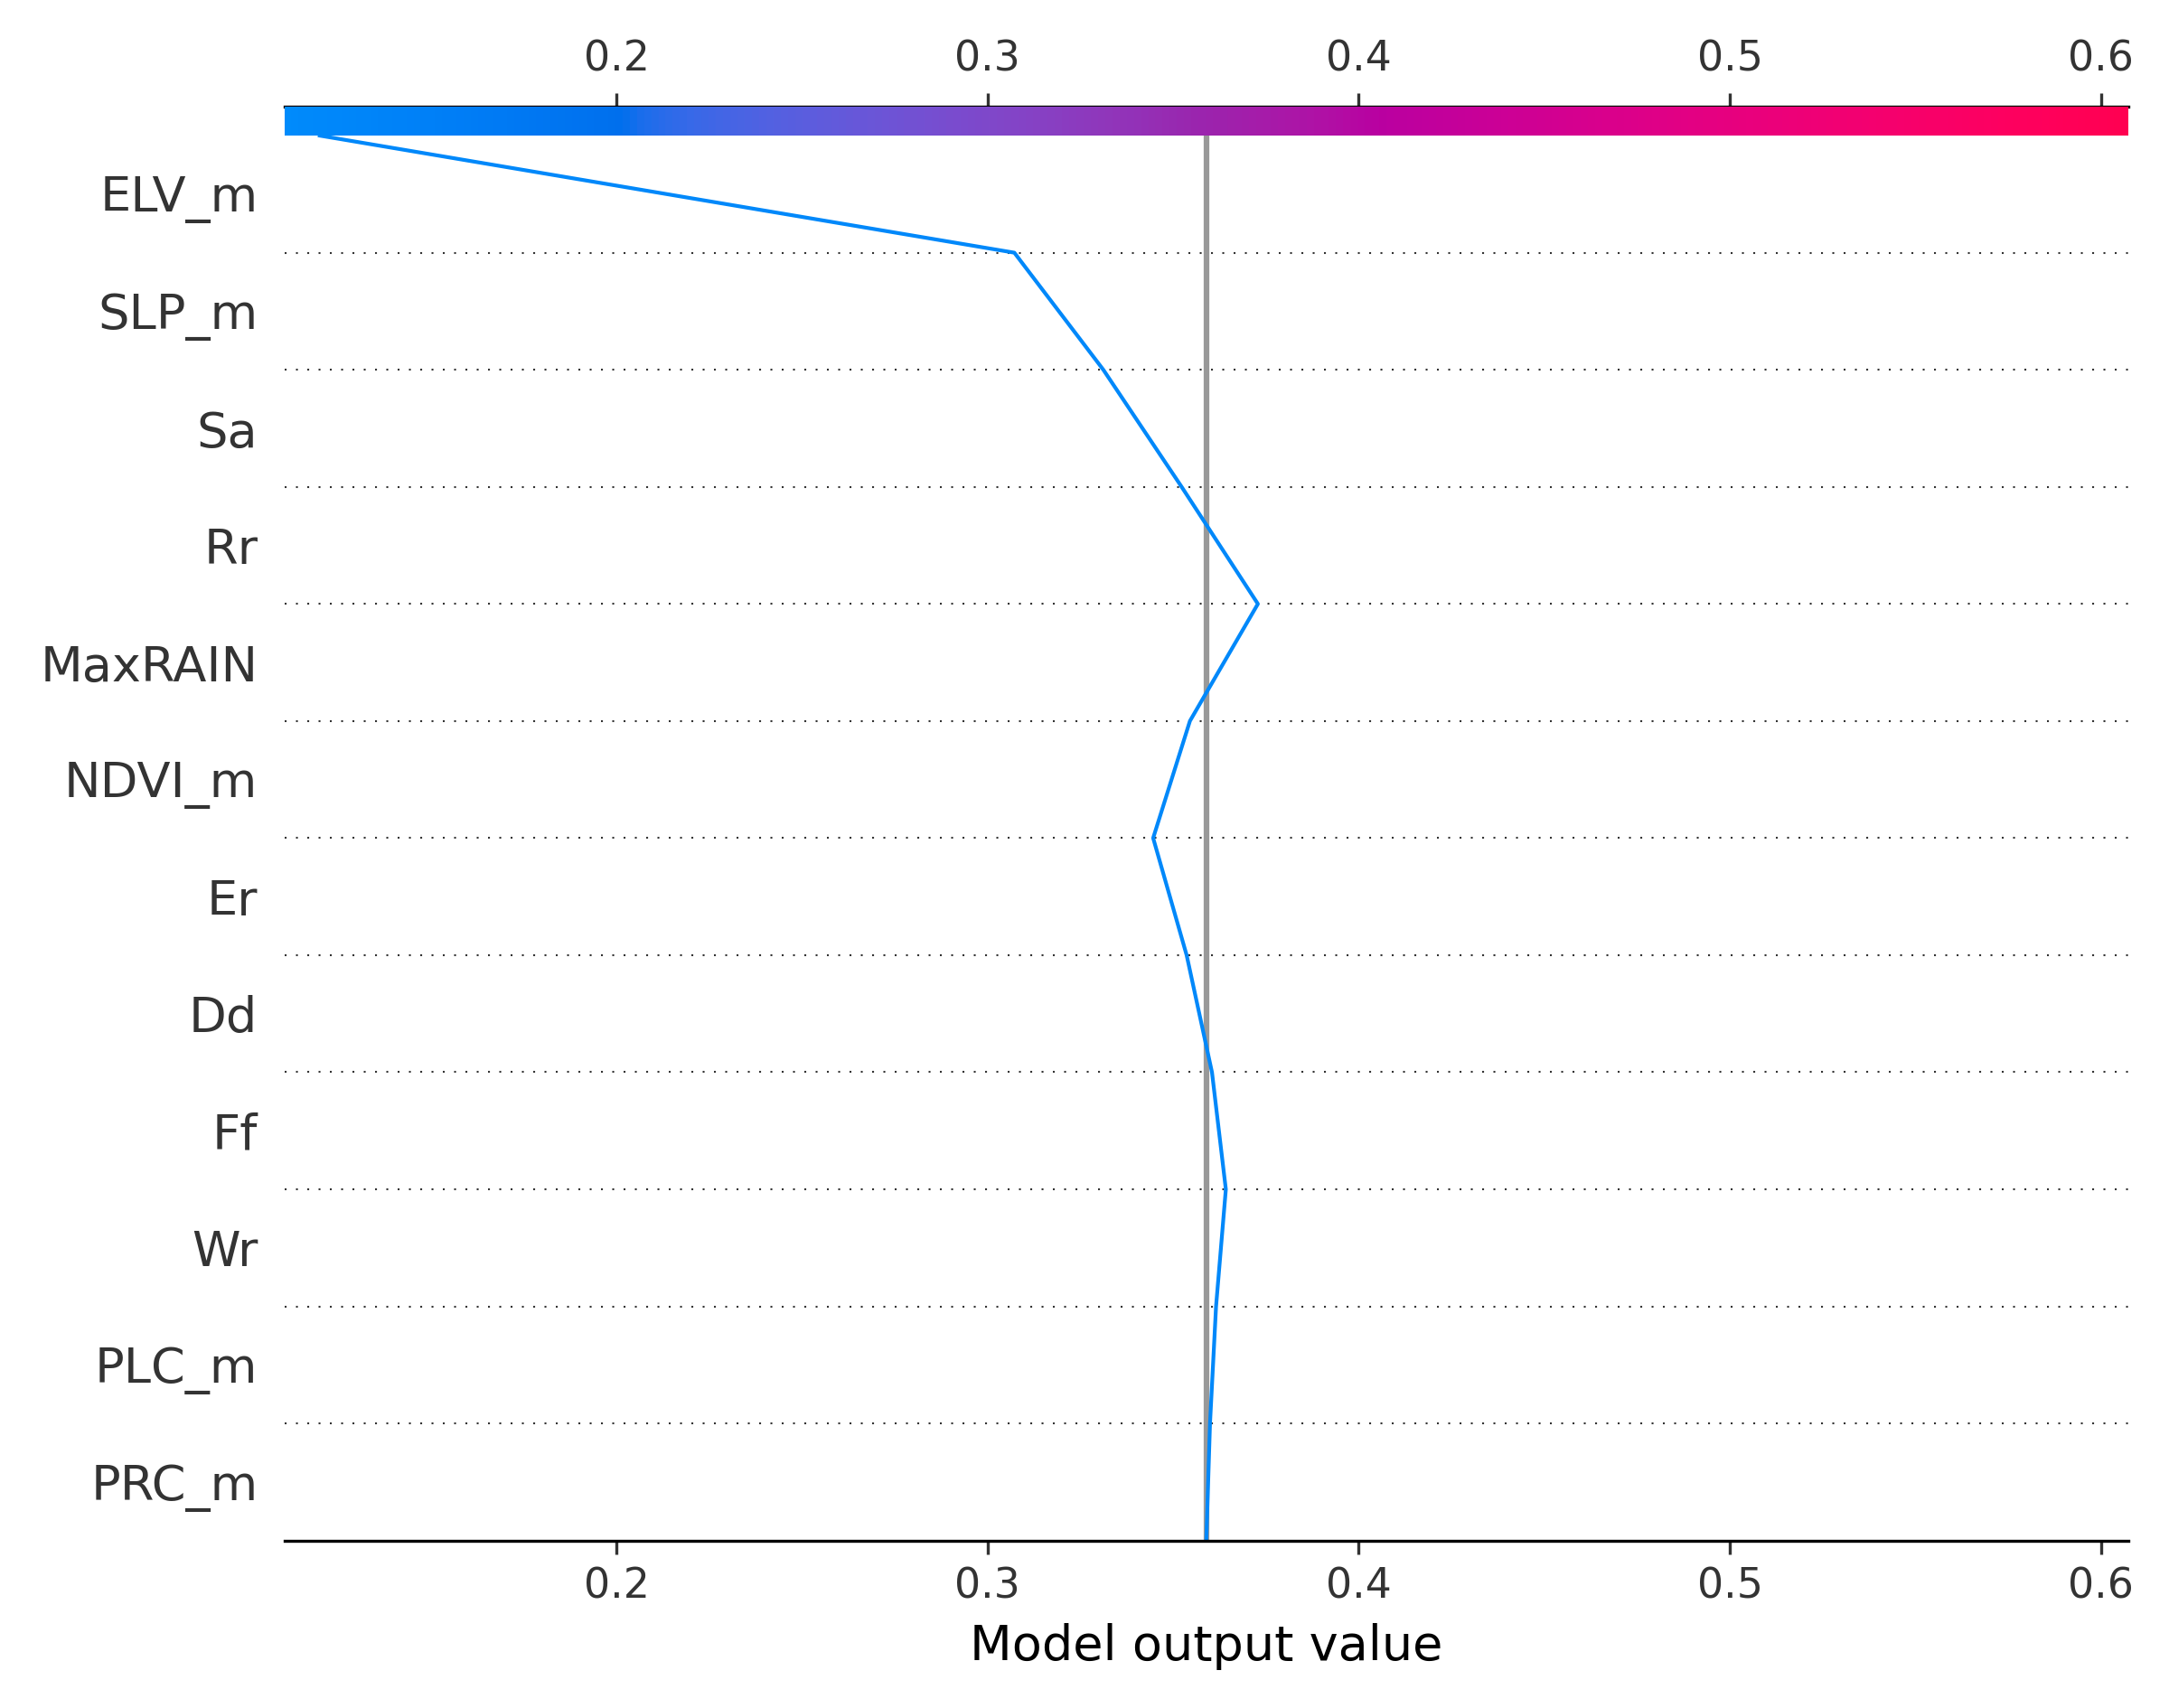 0.2 0.3 0.4 0.5 0.6
ELV_m
SLP_m
Sa
Rr
MaxRAIN
NDVI_m
Er
Dd
Ff
Wr
PLC_m
PRC_m
0.2 0.3 0.4 0.5 0.6
Model output value